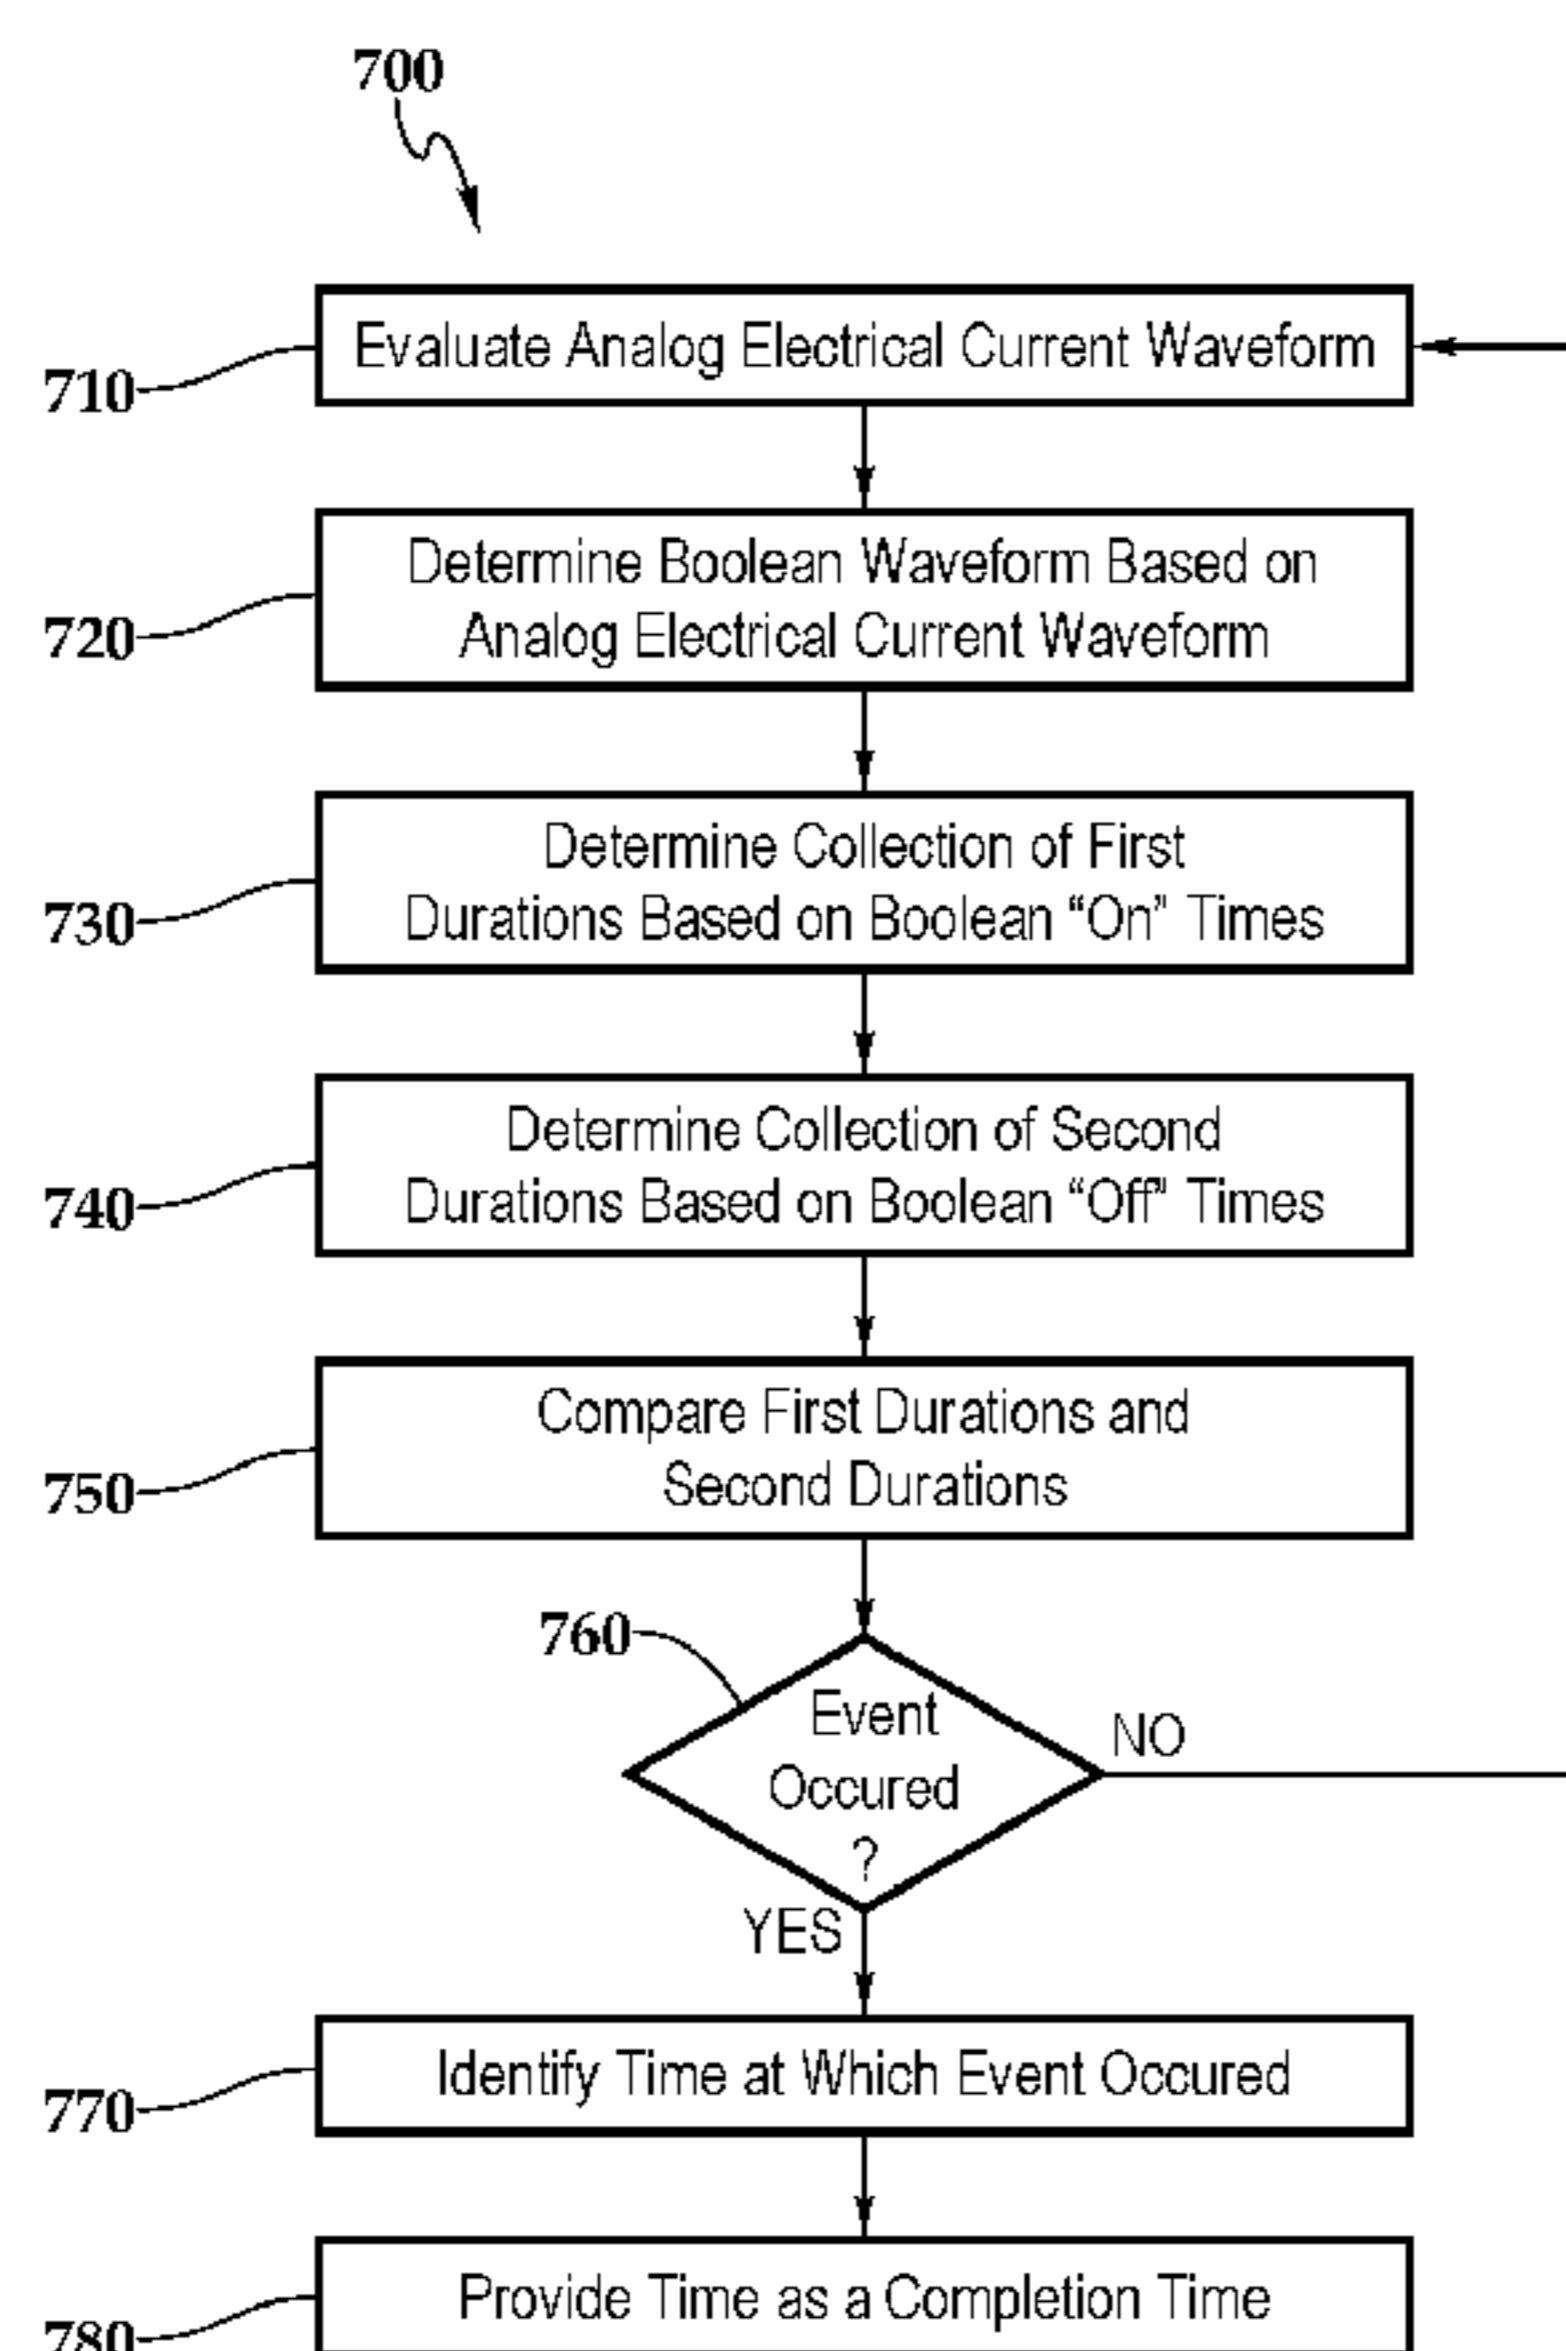 700
Evaluate Analog Electrical Current Waveform
710
Determine Boolean Waveform Based on
Analog Electrical Current Waveform
720
Determine Collection of First
Durations Based on Boolean “On” Times
730
Determine Collection of Second
Durations Based on Boolean “Off” Times
740
Compare First Durations and
Second Durations
750
760
Event
Occured
?
NO
YES
Identify Time at Which Event Occured
770
Provide Time as a Completion Time
780